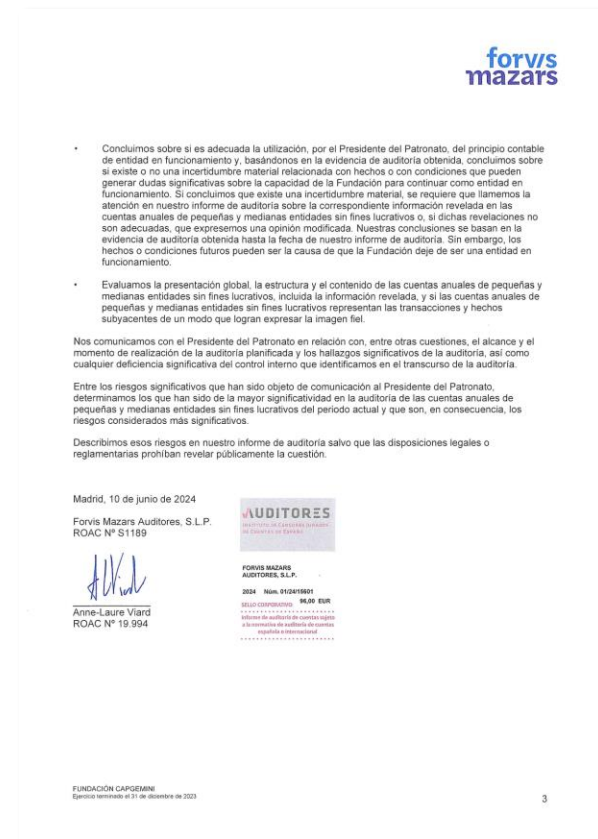 forvis
mazars
• Concluimos sobre si es adecuada la utilización, por el Presidente del Patronato, del principio contable
de entidad en funcionamiento y, basándonos en la evidencia de auditoría obtenida, concluimos sobre
si existe o no una incertidumbre material relacionada con hechos o con condiciones que pueden
generar dudas significativas sobre la capacidad de la Fundación para continuar como entidad en
funcionamiento. Si concluimos que existe una incertidumbre material, se requiere que llamemos la
atención en nuestro informe de auditoría sobre la correspondiente información revelada en las
cuentas anuales de pequeñas y medianas entidades sin fines lucrativos o, si dichas revelaciones no
son adecuadas, que expresemos una opinión modificada. Nuestras conclusiones se basan en la
evidencia de auditoría obtenida hasta la fecha de nuestro informe de auditoría. Sin embargo, los
hechos o condiciones futuros pueden ser la causa de que la Fundación deje de ser una entidad en
funcionamiento.
• Evaluamos la presentación global, la estructura y el contenido de las cuentas anuales de pequeñas y
medianas entidades sin fines lucrativos, incluida la información revelada, y si las cuentas anuales de
pequeñas y medianas entidades sin fines lucrativos representan las transacciones y hechos
subyacentes de un modo que logran expresar la imagen fiel.
Nos comunicamos con el Presidente del Patronato en relación con, entre otras cuestiones, el alcance y el
momento de realización de la auditoría planificada y los hallazgos significativos de la auditoría, así como
cualquier deficiencia significativa del control interno que identificamos en el transcurso de la auditoría.
Entre los riesgos significativos que han sido objeto de comunicación al Presidente del Patronato,
determinamos los que han sido de la mayor significatividad en la auditoría de las cuentas anuales de
pequeñas y medianas entidades sin fines lucrativos del periodo actual y que son, en consecuencia, los
riesgos considerados más significativos.
Describimos esos riesgos en nuestro informe de auditoría salvo que las disposiciones legales o
reglamentarias prohíban revelar públicamente la cuestión.
Madrid, 10 de junio de 2024
Forvis Mazars Auditores, S.L.P.
ROAC Nº S1189
Anne-Laure Viard
ROAC Nº 19.994
AUDITORES
INSTITUTO DE CENSORES JURADOS
DE CUENTAS DE ESPAÑA
FORVIS MAZARS
AUDITORES, S.L.P.
2024 Núm. 01/24/15601
96,00 EUR
SELLO CORPORATIVO
Informe de auditoría de cuentas sujeto
a la normativa de auditoría de cuentas
española o internacional
FUNDACIÓN CAPGEMINI
Ejercicio terminado el 31 de diciembre de 2023
3